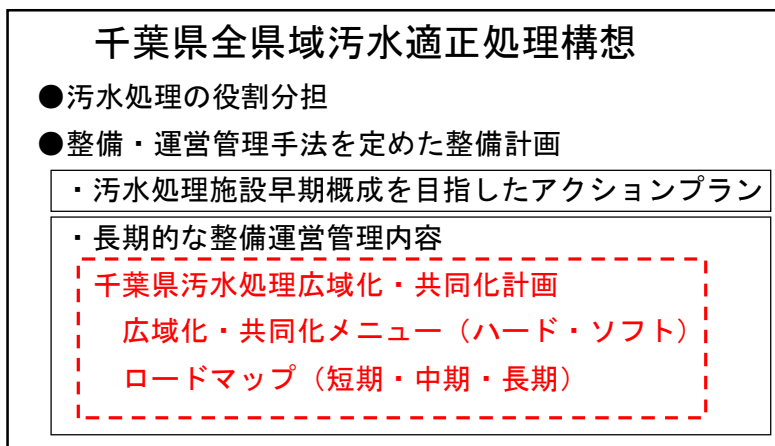 千葉県全県域汚水適正処理構想
●汚水処理の役割分担
●整備・運営管理手法を定めた整備計画
・汚水処理施設早期概成を目指したアクションプラン
・長期的な整備運営管理内容
千葉県汚水処理広域化・共同化計画
広域化・共同化メニュー（ハード・ソフト）
ロードマップ（短期・中期・長期）